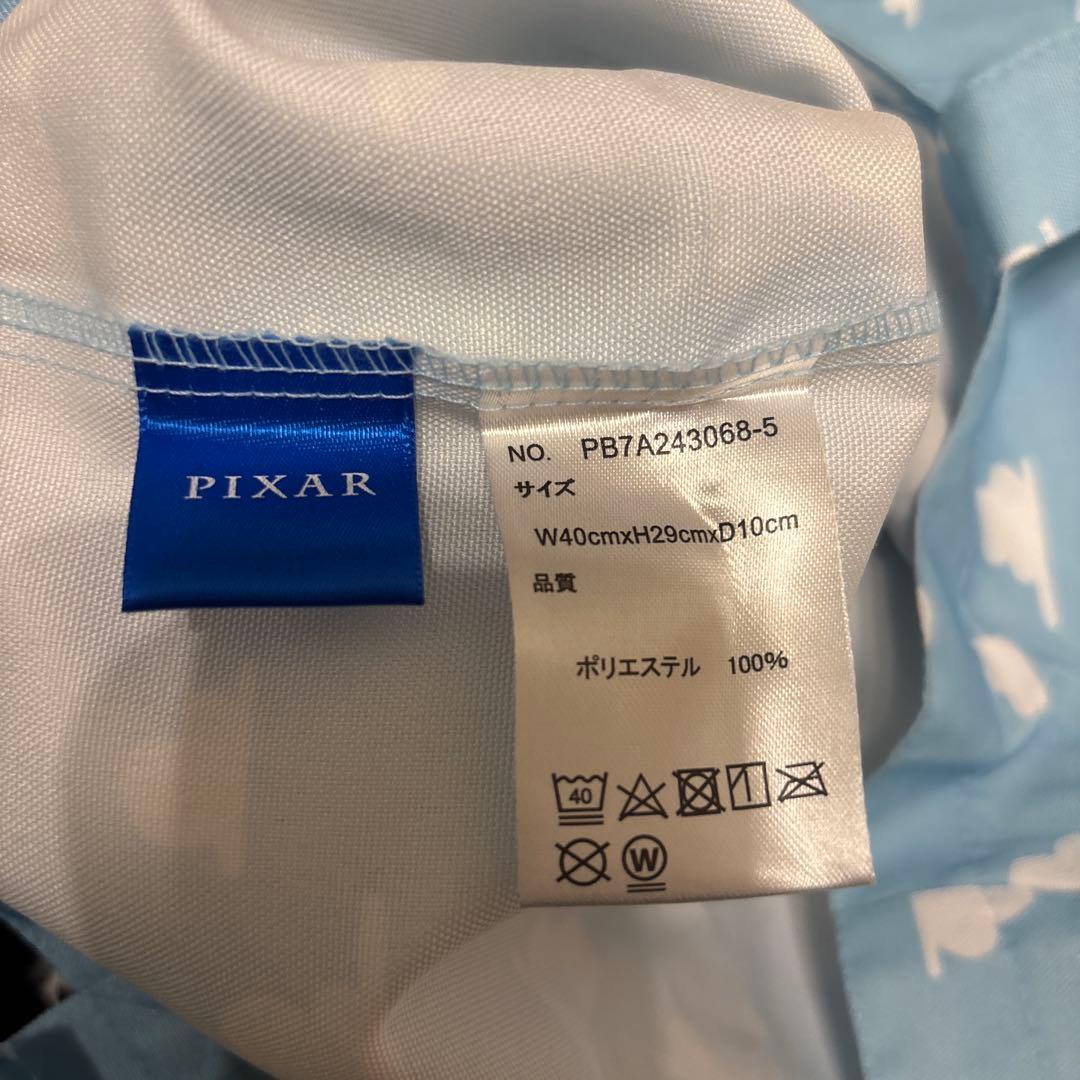 PIXAR
NO. PB7A243068-5
サイズ
W40cmxH29cmxD10cm
品質
ポリエステル 100%
40
W